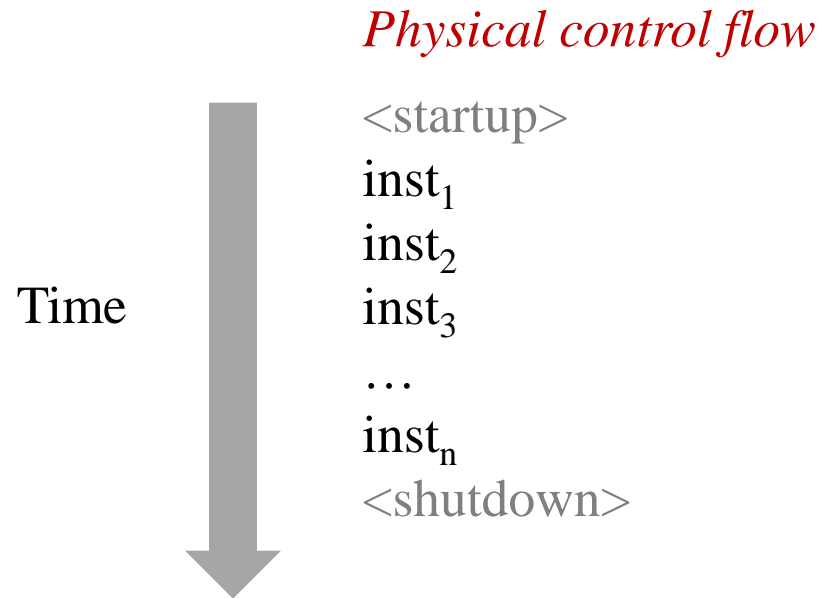 Physical control flow
<startup>
inst₁
inst₂
Time
inst₃
…
instₙ
<shutdown>